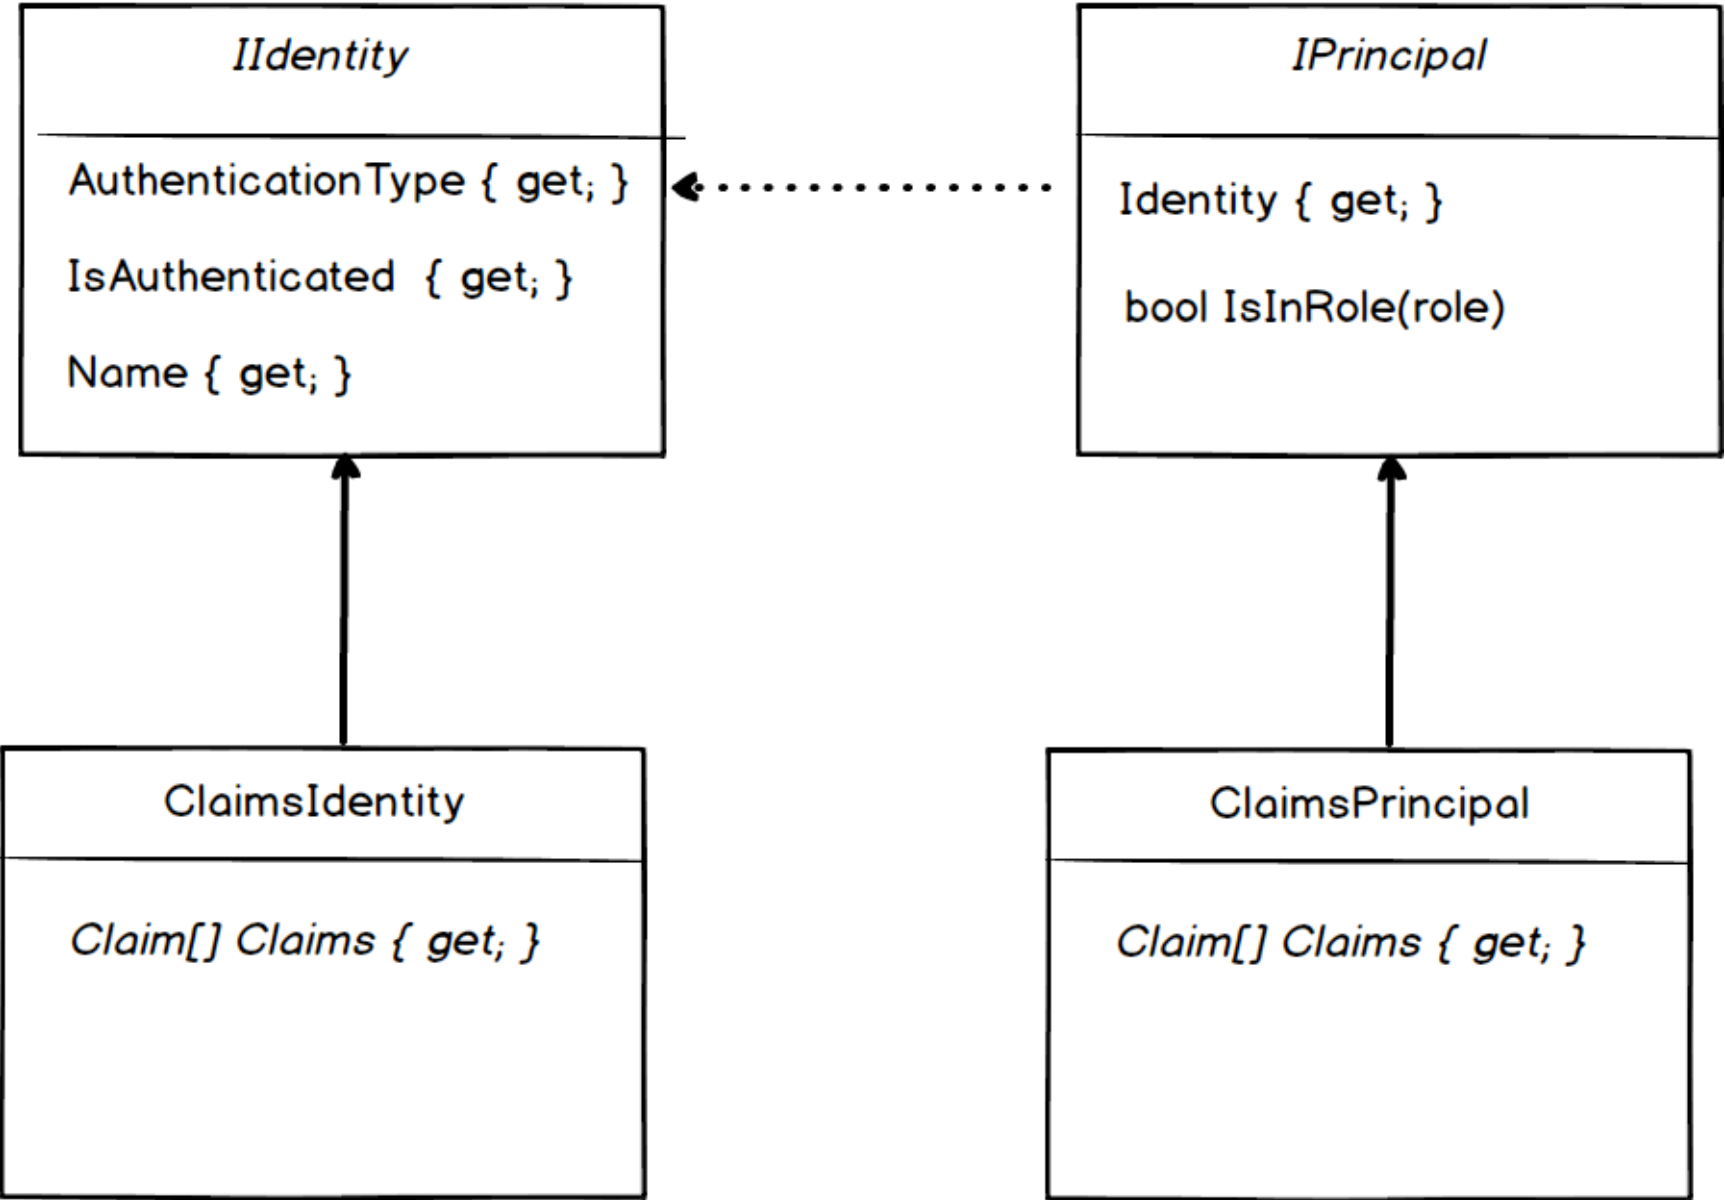 IIdentity
AuthenticationType { get; }
IsAuthenticated { get; }
Name { get; }
IPrincipal
Identity { get; }
bool IsInRole(role)
ClaimsIdentity
Claim[] Claims { get; }
ClaimsPrincipal
Claim[] Claims { get; }